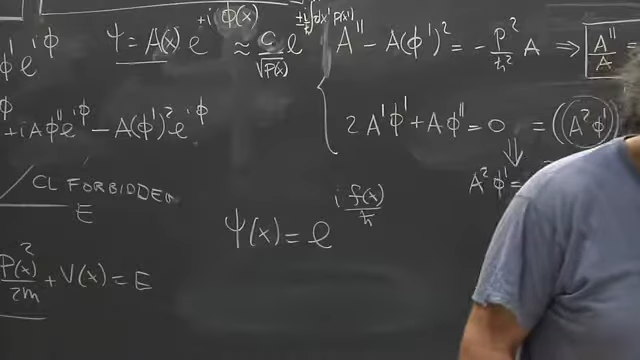 Ψ = A(x) e^{+iϕ(x)} ≈ C/√P(x) e^{±i/ħ ∫dx' P(x')}
ϕ' e^{iϕ}
+ iAϕ'' e^{iϕ} − A(ϕ')² e^{iϕ}
A'' − A(ϕ')² = −P²/ħ² A ⇒ A''/A =
2A'ϕ' + Aϕ'' = 0 = (A²ϕ')'
⇓
A²ϕ' =
CL FORBIDDEN
E
Ψ(x) = e^{i f(x)/ħ}
P(x)²/2m + V(x) = E